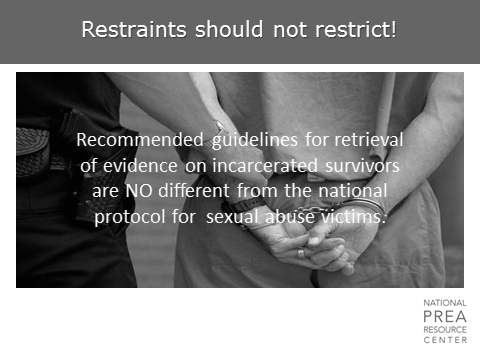 Restraints should not restrict!
Recommended guidelines for retrieval
of evidence on incarcerated survivors
are NO different from the national
protocol for sexual abuse victims.
NATIONAL
PREA
RESOURCE
CENTER